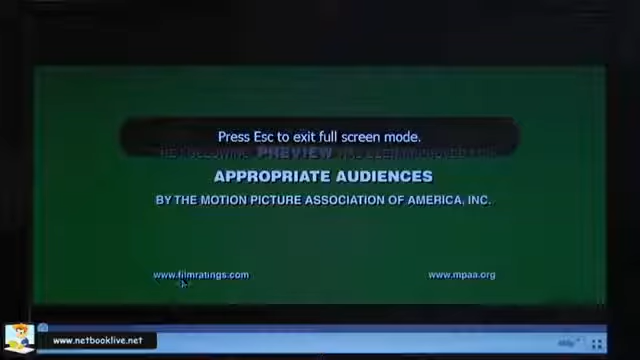 Press Esc to exit full screen mode.
PREVIEW
APPROPRIATE AUDIENCES
BY THE MOTION PICTURE ASSOCIATION OF AMERICA, INC.
www.filmratings.com
www.mpaa.org
www.netbooklive.net